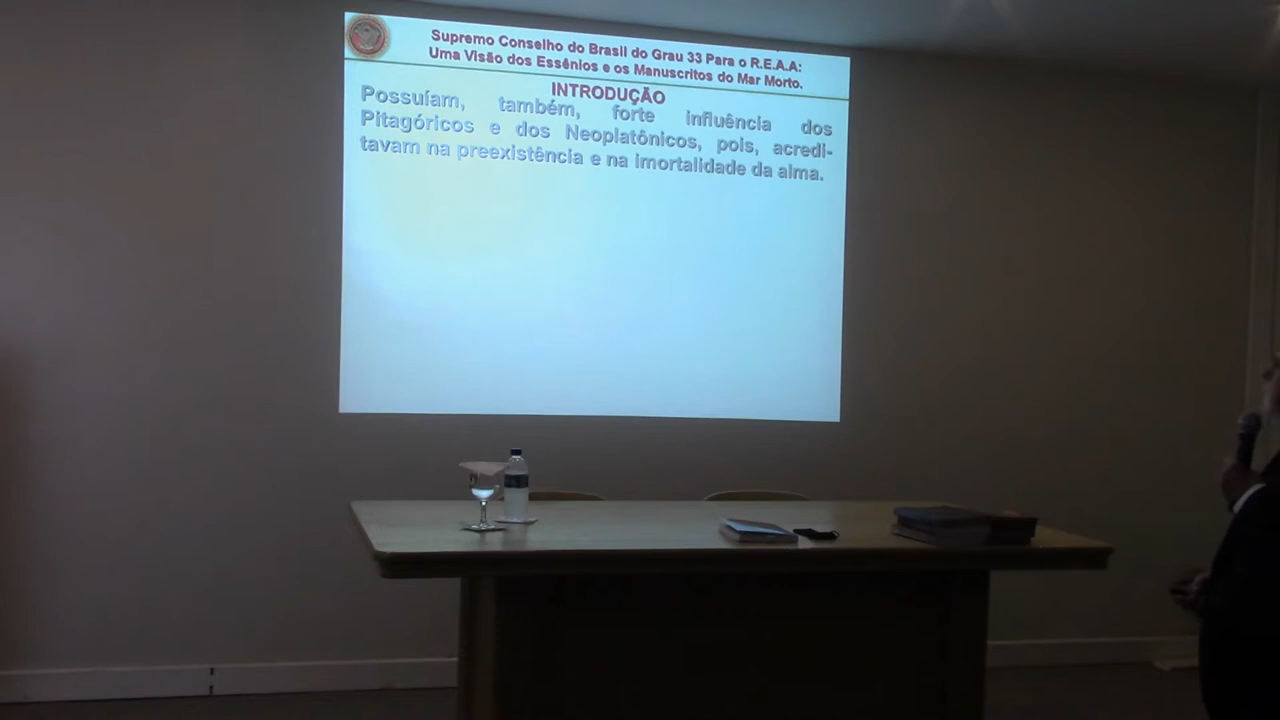 Supremo Conselho do Brasil do Grau 33 Para o R.E.A.A:
Uma Visão dos Essênios e os Manuscritos do Mar Morto.
INTRODUÇÃO
Possuíam, também, forte influência dos
Pitagóricos e dos Neoplatônicos, pois, acredi-
tavam na preexistência e na imortalidade da alma.